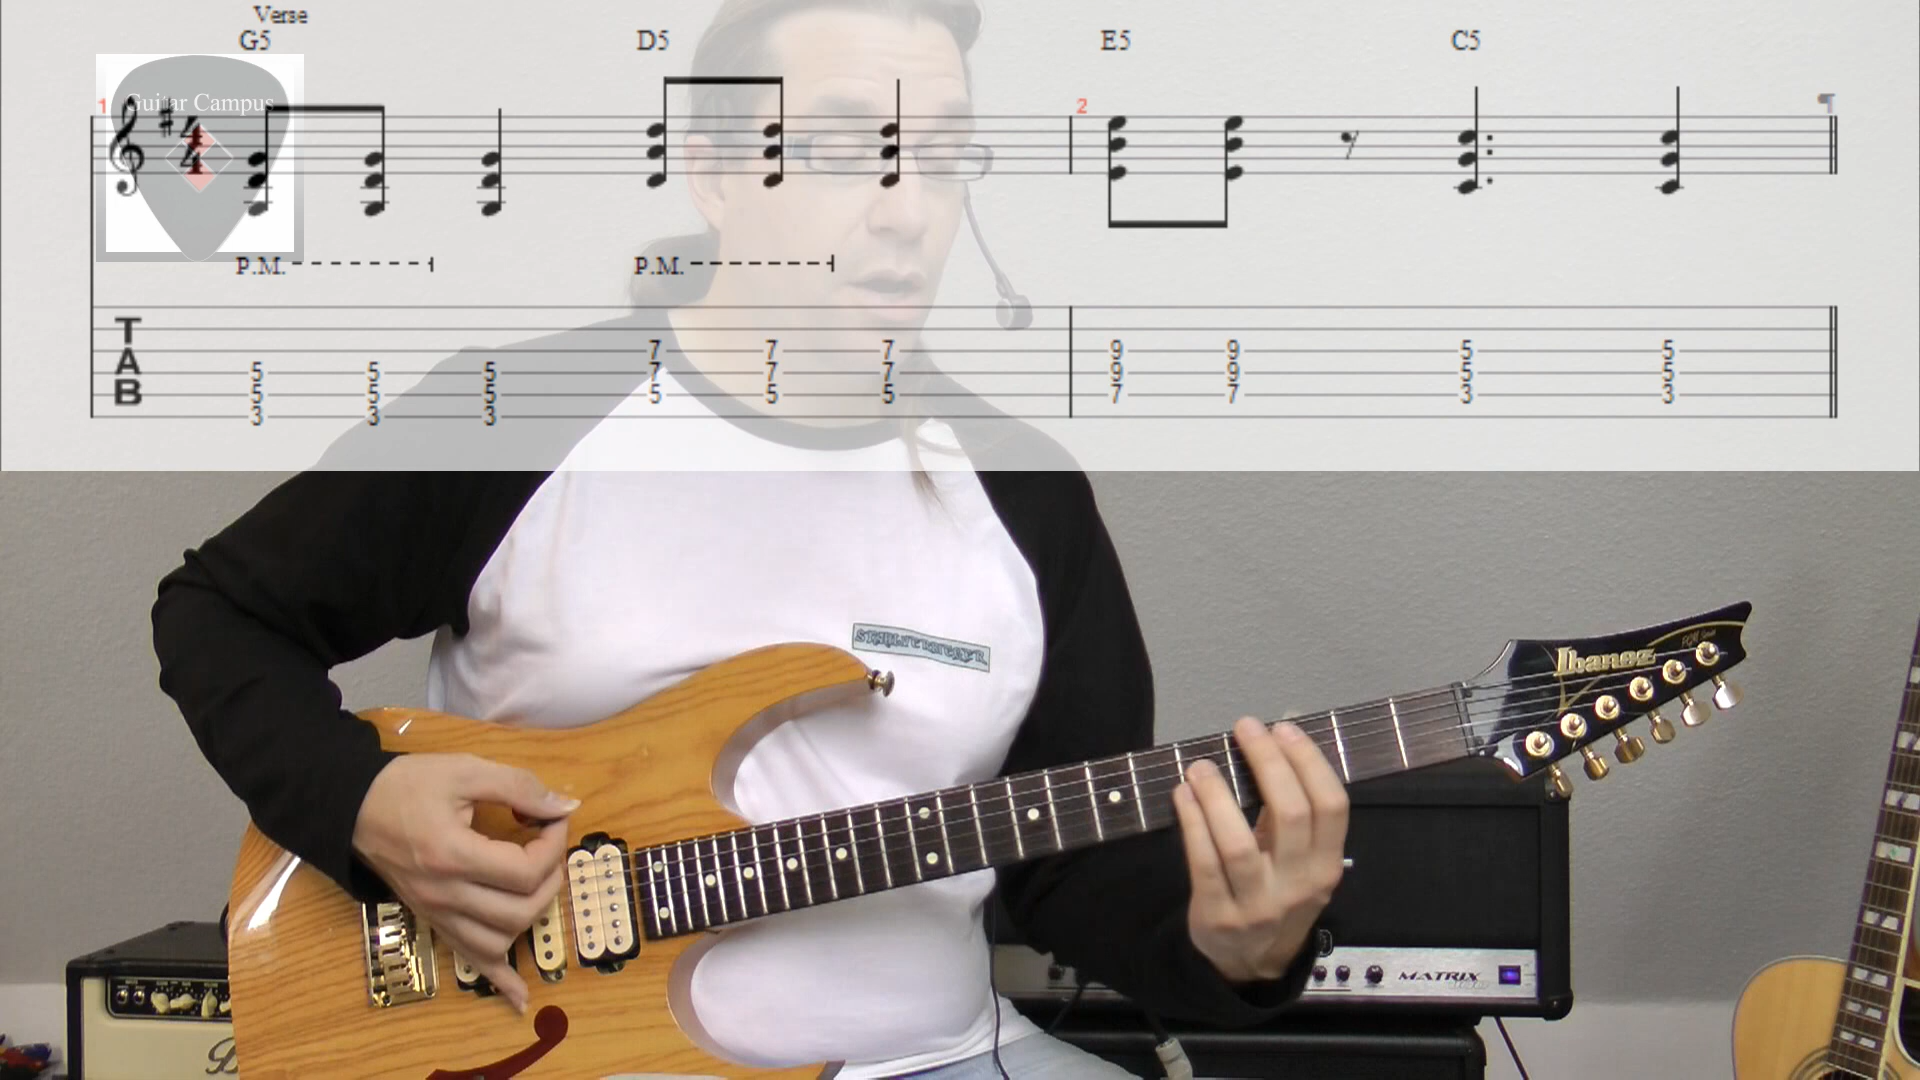 Verse
G5 D5 E5 C5
Guitar Campus
1 2
4
4
P.M. P.M.
T
A
B
7 7 7 9 9 5 5
5 5 5 7 7 7 9 9 5 5
5 5 5 5 5 5 7 7 3 3
3 3 3
Ibanez
MATRIX